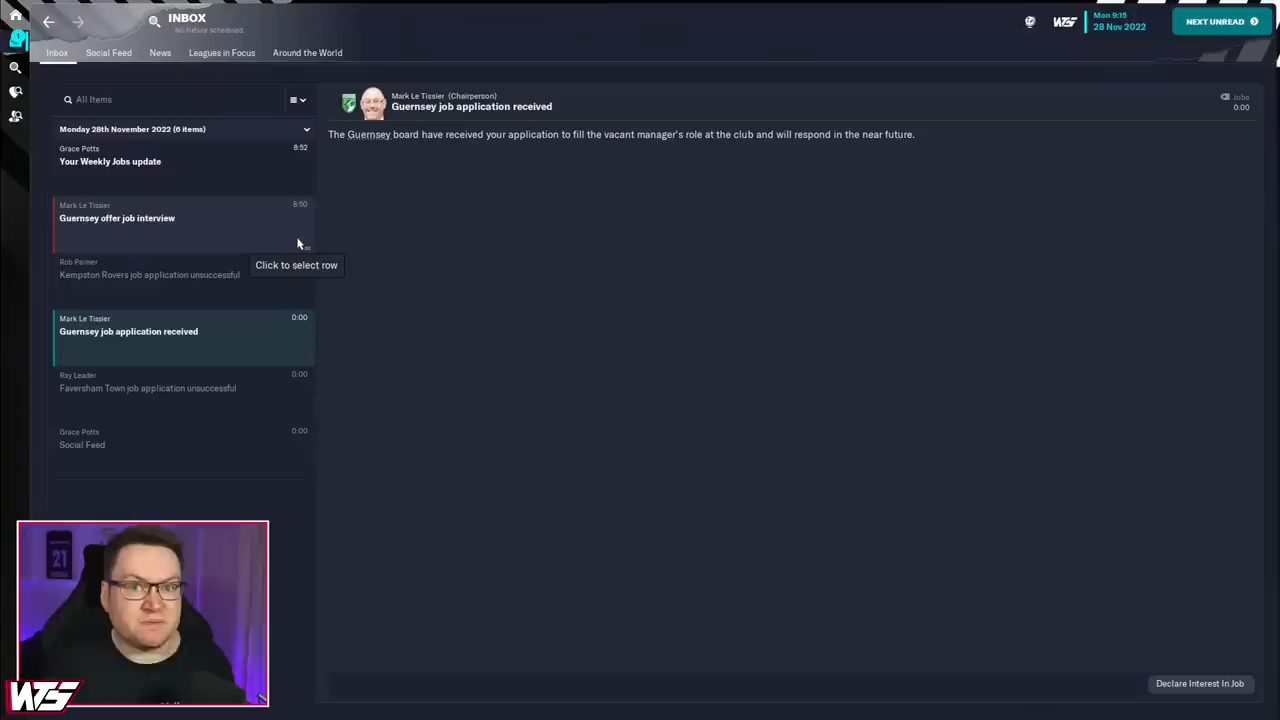 INBOX
No fixture scheduled.
Mon 9:15
28 Nov 2022
NEXT UNREAD
Inbox
Social Feed
News
Leagues in Focus
Around the World
All Items
Monday 28th November 2022 (6 items)
Grace Potts
8:52
Your Weekly Jobs update
Mark Le Tissier
8:50
Guernsey offer job interview
Click to select row
Rob Palmer
Kempston Rovers job application unsuccessful
Mark Le Tissier
0:00
Guernsey job application received
Ray Leader
0:00
Faversham Town job application unsuccessful
Grace Potts
0:00
Social Feed
Mark Le Tissier (Chairperson)
Guernsey job application received
Jobs
0:00
The Guernsey board have received your application to fill the vacant manager's role at the club and will respond in the near future.
Declare Interest In Job
21
WTS
WTS